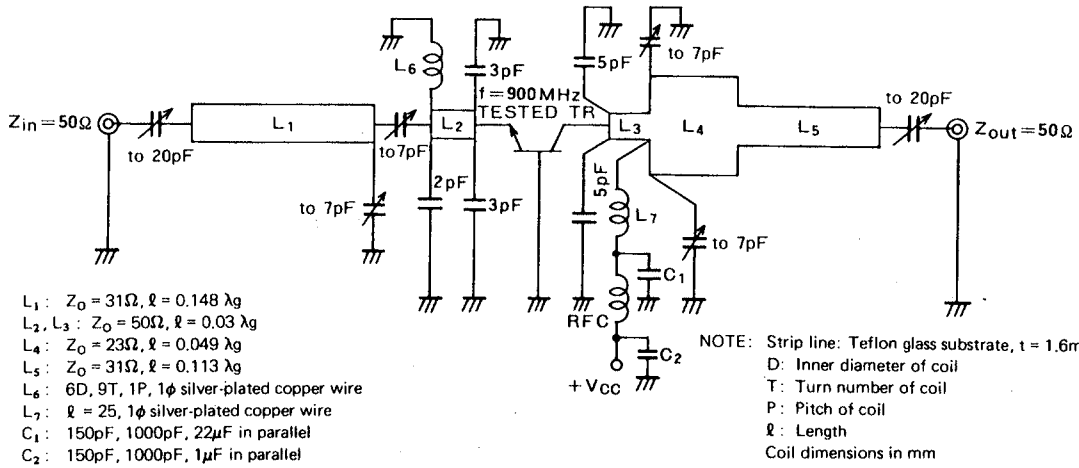 L₆
3pF
5pF
to 7pF
f = 900MHz
TESTED TR
to 20pF
Zin = 50Ω
L₁
L₂
L₃
L₄
L₅
Zout = 50Ω
to 20pF
to7pF
2pF
5pF
to 7pF
3pF
L₇
to 7pF
C₁
RFC
C₂
+VCC
L₁ : Z₀ = 31Ω, ℓ = 0.148 λg
L₂, L₃ : Z₀ = 50Ω, ℓ = 0.03 λg
L₄ : Z₀ = 23Ω, ℓ = 0.049 λg
L₅ : Z₀ = 31Ω, ℓ = 0.113 λg
L₆ : 6D, 9T, 1P, 1ϕ silver-plated copper wire
L₇ : ℓ = 25, 1ϕ silver-plated copper wire
C₁ : 150pF, 1000pF, 22μF in parallel
C₂ : 150pF, 1000pF, 1μF in parallel
NOTE: Strip line: Teflon glass substrate, t = 1.6m
D: Inner diameter of coil
T: Turn number of coil
P: Pitch of coil
ℓ: Length
Coil dimensions in mm